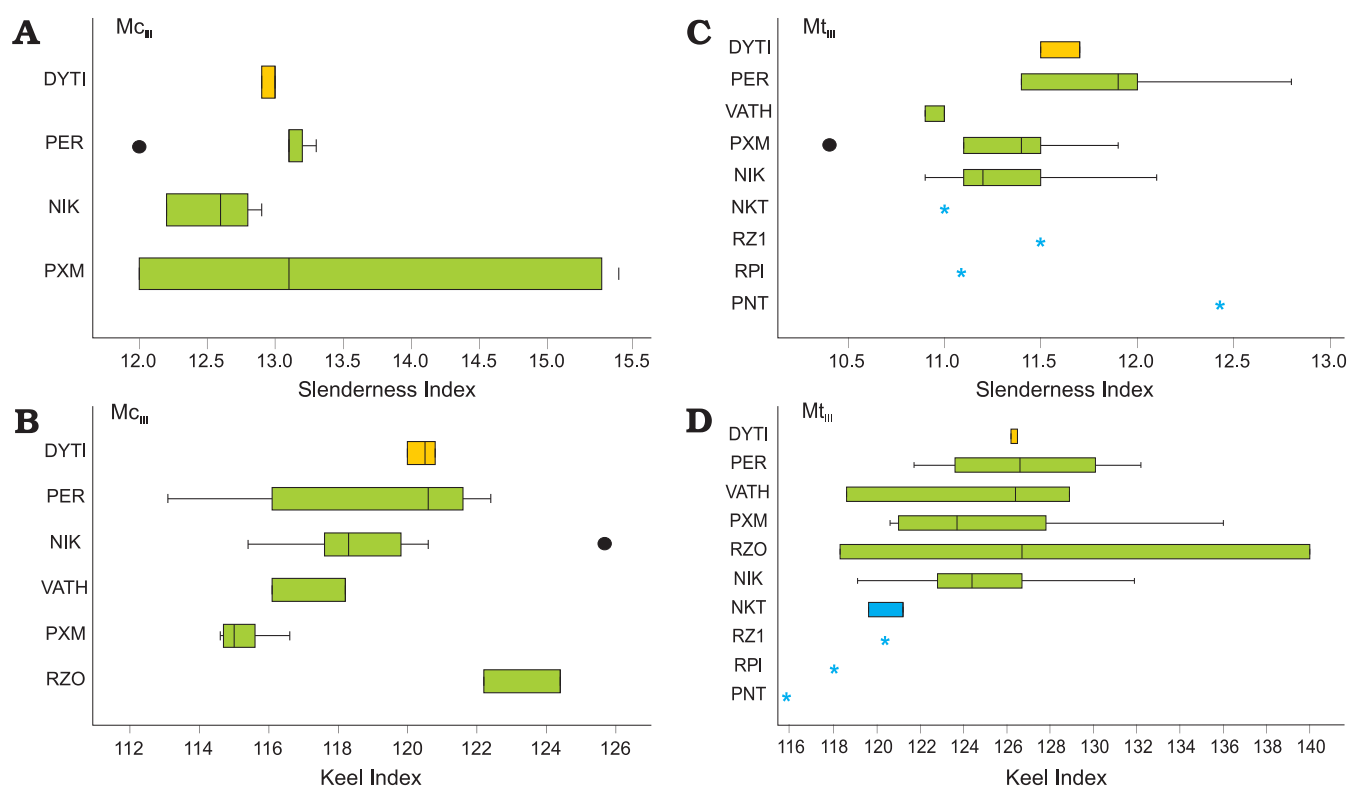 A McIII
DYTI
PER
NIK
PXM
12.0 12.5 13.0 13.5 14.0 14.5 15.0 15.5
Slenderness Index
B McIII
DYTI
PER
NIK
VATH
PXM
RZO
112 114 116 118 120 122 124 126
Keel Index
C MtIII
DYTI
PER
VATH
PXM
NIK
NKT
RZ1
RPI
PNT
10.5 11.0 11.5 12.0 12.5 13.0
Slenderness Index
D MtIII
DYTI
PER
VATH
PXM
RZO
NIK
NKT
RZ1
RPI
PNT
116 118 120 122 124 126 128 130 132 134 136 138 140
Keel Index